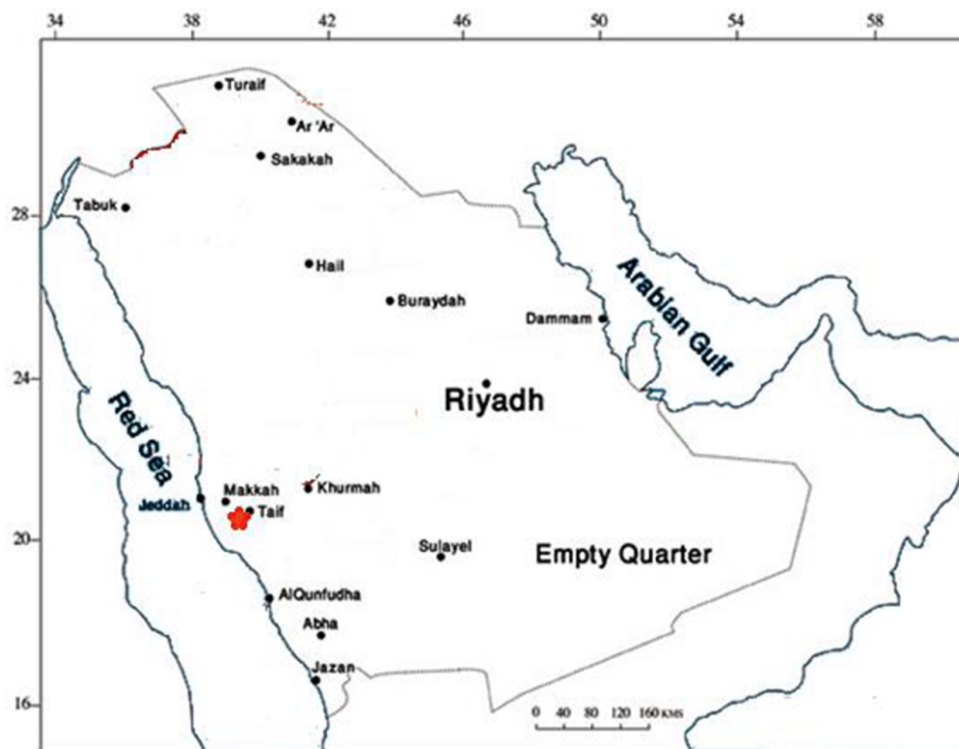 34 38 42 46 50 54 58
Turaif
Ar 'Ar
Sakakah
Tabuk
28
Hail
Buraydah
Arabian Gulf
Dammam
24
Riyadh
Red Sea
Makkah
Khurmah
Jeddah
Taif
20
Sulayel
Empty Quarter
AlQunfudha
Abha
Jazan
16
0 40 80 120 160 KMS